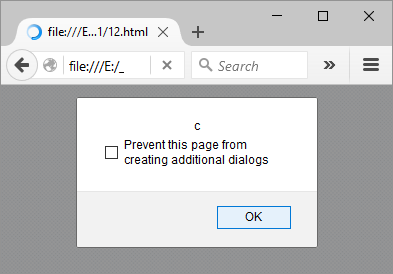 file:///E...1/12.html
file:///E:/_
Search
c
Prevent this page from
creating additional dialogs
OK